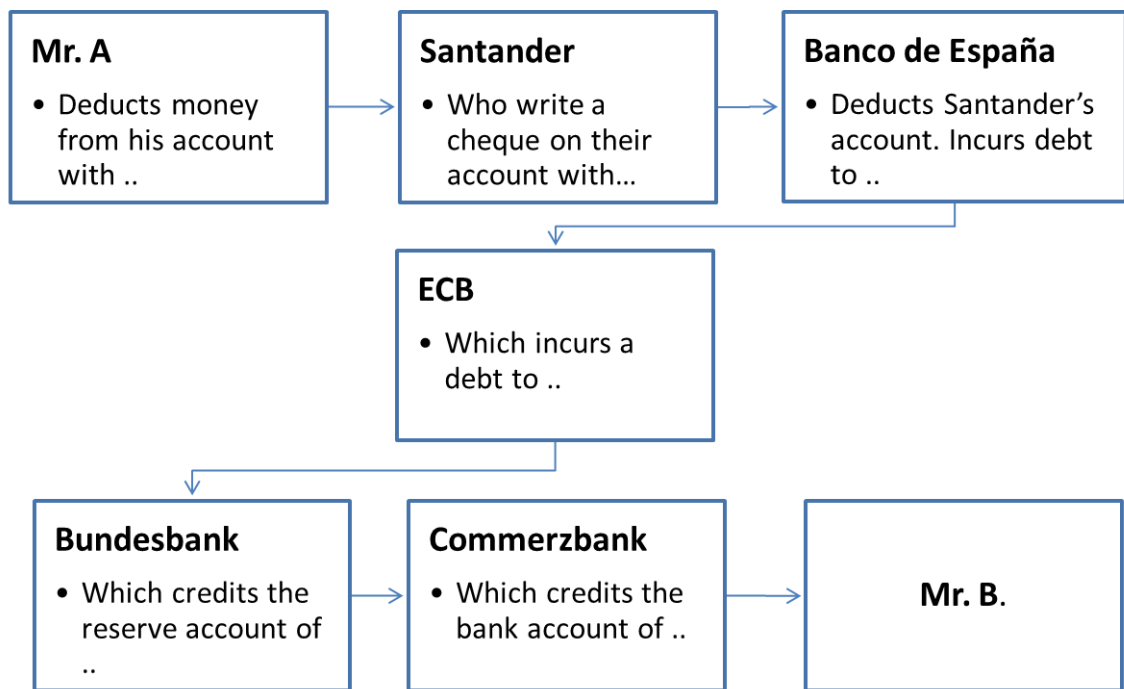 Mr. A
• Deducts money
from his account
with ..
Santander
• Who write a
cheque on their
account with…
Banco de España
• Deducts Santander’s
account. Incurs debt
to ..
ECB
• Which incurs a
debt to ..
Bundesbank
• Which credits the
reserve account of
..
Commerzbank
• Which credits the
bank account of ..
Mr. B.